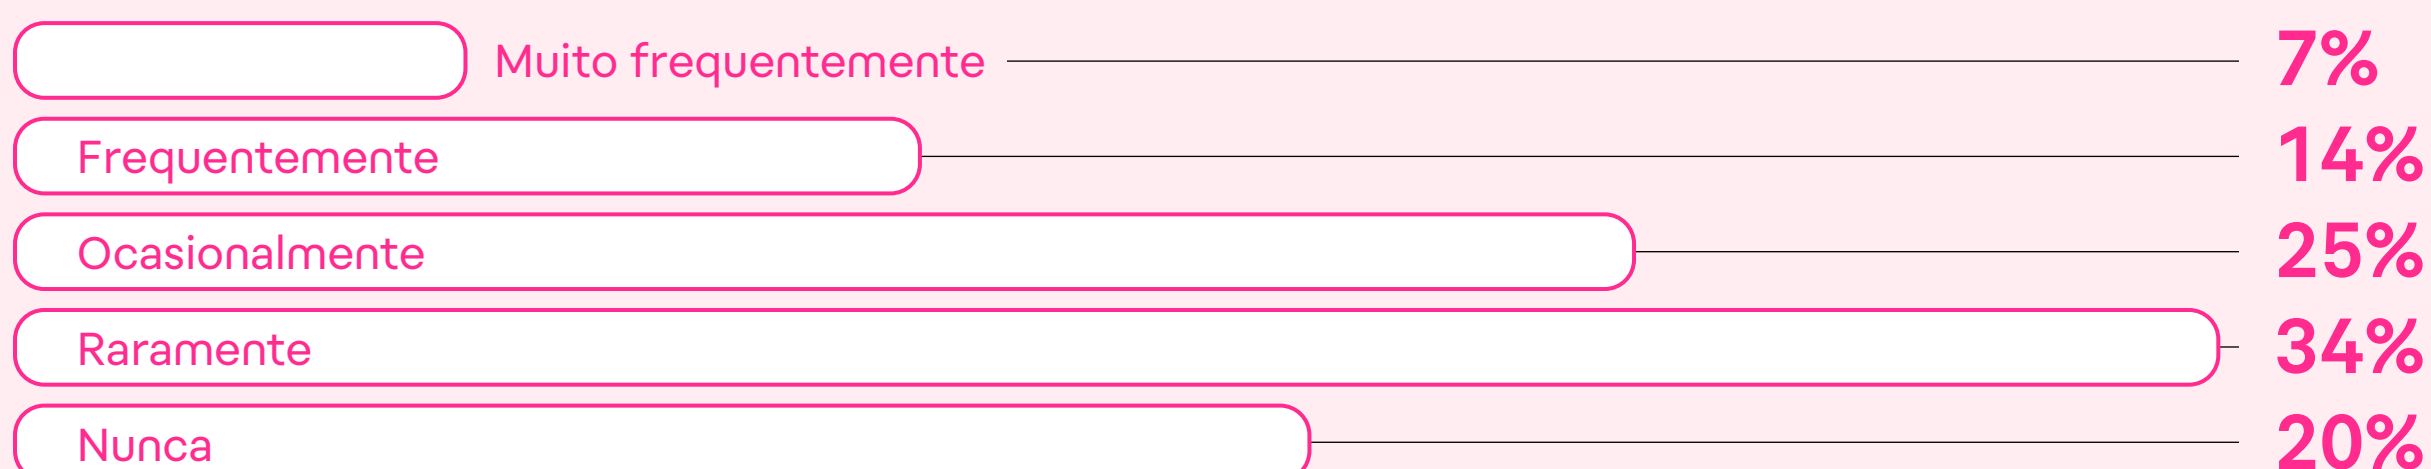 Muito frequentemente 7%
Frequentemente 14%
Ocasionalmente 25%
Raramente 34%
Nunca 20%